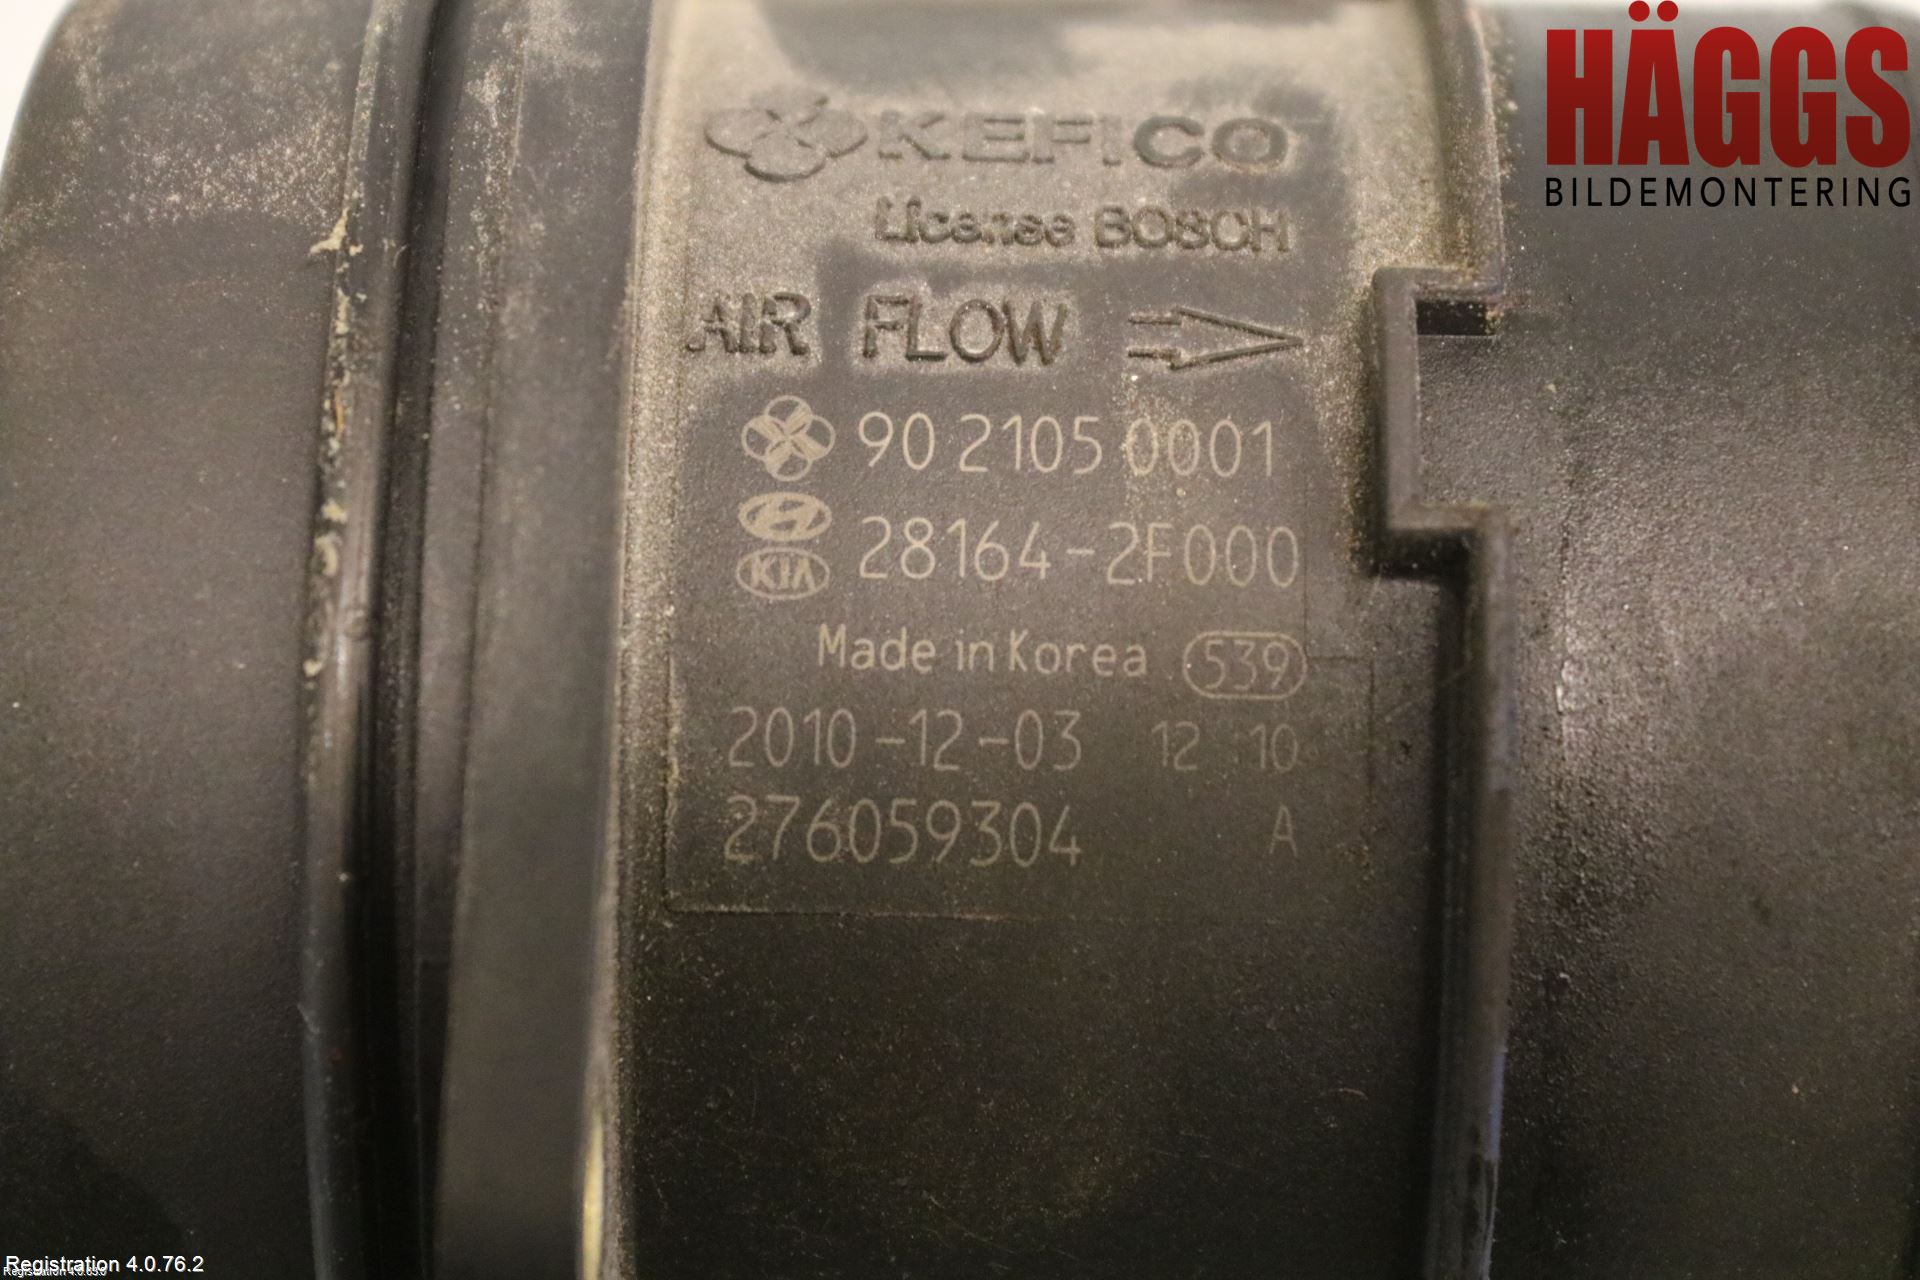 HÄGGS
BILDEMONTERING
KEFICO
License BOSCH
AIR FLOW
90 2105 0001
28164-2F000
KIA
Made in Korea 539
2010-12-03 12 10
276059304 A
Registration 4.0.76.2